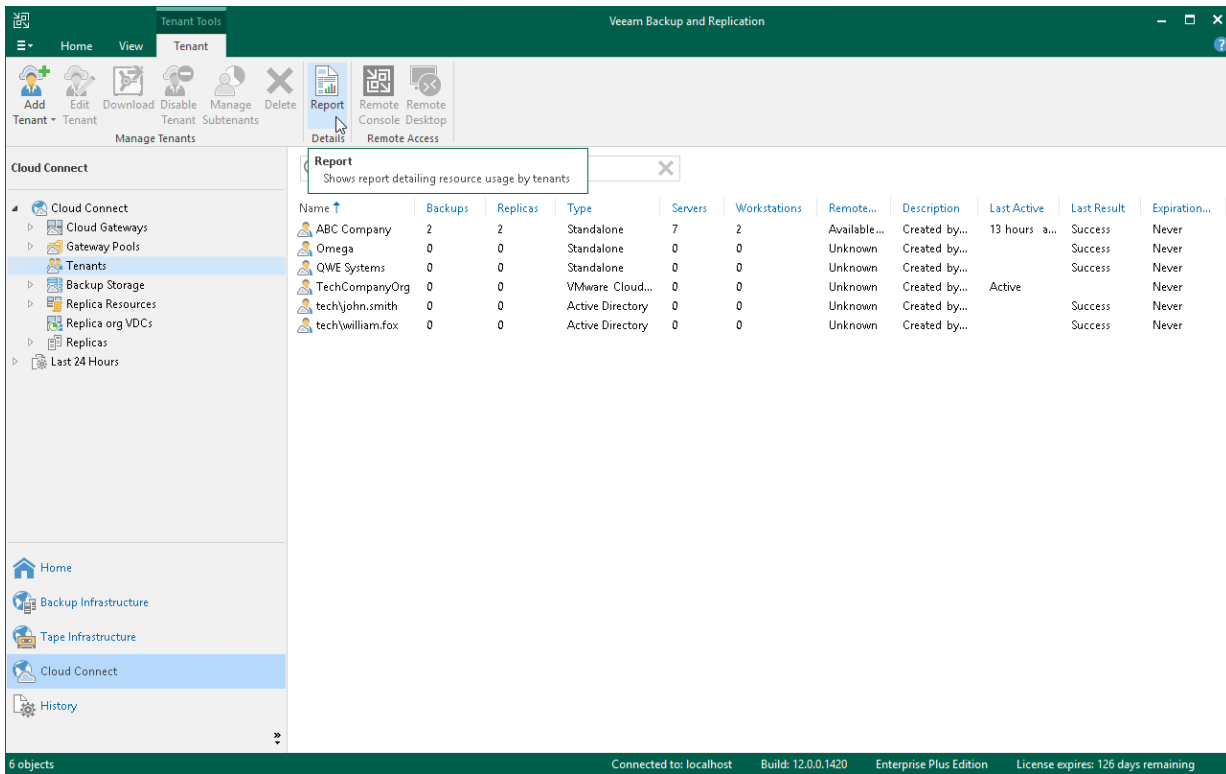 Tenant Tools
Veeam Backup and Replication
Home View Tenant
Add Tenant
Edit Tenant
Download
Disable Tenant
Manage Subtenants
Delete
Report
Remote Console
Remote Desktop
Manage Tenants
Details
Remote Access
Report
Shows report detailing resource usage by tenants
Cloud Connect
Cloud Connect
Cloud Gateways
Gateway Pools
Tenants
Backup Storage
Replica Resources
Replica org VDCs
Replicas
Last 24 Hours
Name Backups Replicas Type Servers Workstations Remote... Description Last Active Last Result Expiration...
ABC Company 2 2 Standalone 7 2 Available... Created by... 13 hours a... Success Never
Omega 0 0 Standalone 0 0 Unknown Created by... Success Never
QWE Systems 0 0 Standalone 0 0 Unknown Created by... Success Never
TechCompanyOrg 0 0 VMware Cloud... 0 0 Unknown Created by... Active Never
tech\john.smith 0 0 Active Directory 0 0 Unknown Created by... Success Never
tech\william.fox 0 0 Active Directory 0 0 Unknown Created by... Success Never
Home
Backup Infrastructure
Tape Infrastructure
Cloud Connect
History
6 objects
Connected to: localhost Build: 12.0.0.1420 Enterprise Plus Edition License expires: 126 days remaining